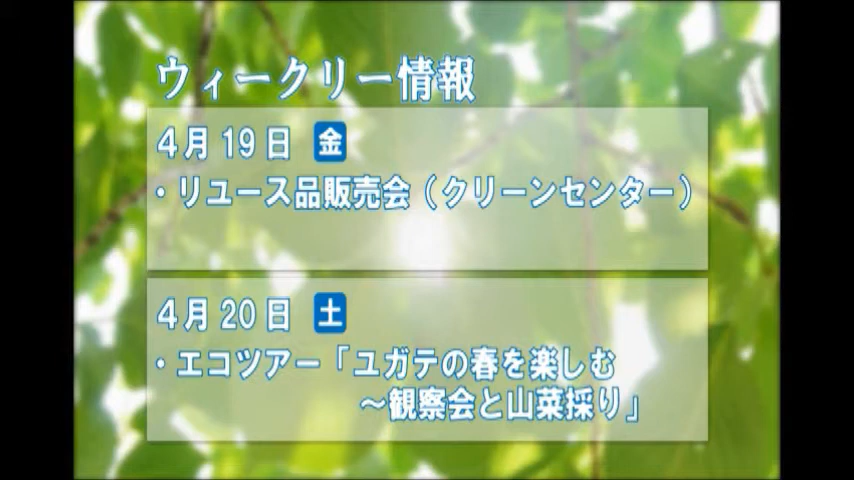 ウィークリー情報
４月19日 金
・リユース品販売会（クリーンセンター）
４月20日 土
・エコツアー「ユガテの春を楽しむ
～観察会と山菜採り」